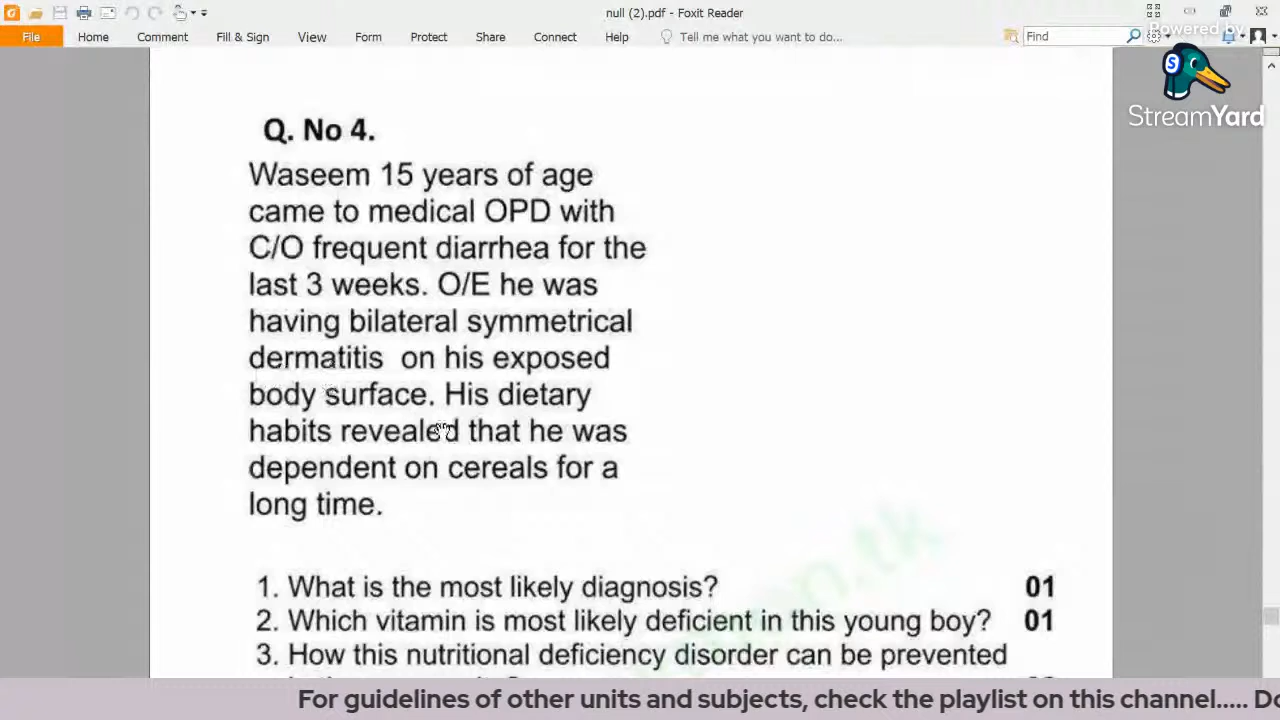 null (2).pdf - Foxit Reader
File Home Comment Fill & Sign View Form Protect Share Connect Help Tell me what you want to do... Find
Powered by
StreamYard
Q. No 4.
Waseem 15 years of age
came to medical OPD with
C/O frequent diarrhea for the
last 3 weeks. O/E he was
having bilateral symmetrical
dermatitis on his exposed
body surface. His dietary
habits revealed that he was
dependent on cereals for a
long time.
1. What is the most likely diagnosis? 01
2. Which vitamin is most likely deficient in this young boy? 01
3. How this nutritional deficiency disorder can be prevented
For guidelines of other units and subjects, check the playlist on this channel..... Do